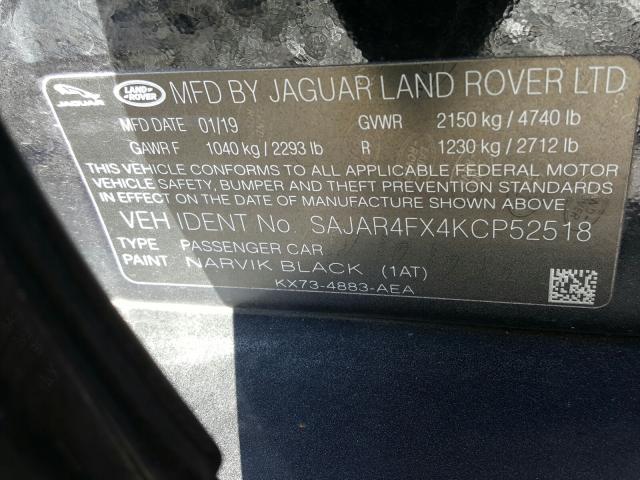 JAGUAR LAND ROVER MFD BY JAGUAR LAND ROVER LTD
MFD DATE 01/19 GVWR 2150 kg / 4740 lb
GAWR F 1040 kg / 2293 lb R 1230 kg / 2712 lb
THIS VEHICLE CONFORMS TO ALL APPLICABLE FEDERAL MOTOR
VEHICLE SAFETY, BUMPER AND THEFT PREVENTION STANDARDS
IN EFFECT ON THE DATE OF MANUFACTURE SHOWN ABOVE
VEH IDENT No. SAJAR4FX4KCP52518
TYPE PASSENGER CAR
PAINT NARVIK BLACK (1AT)
KX73-4883-AEA